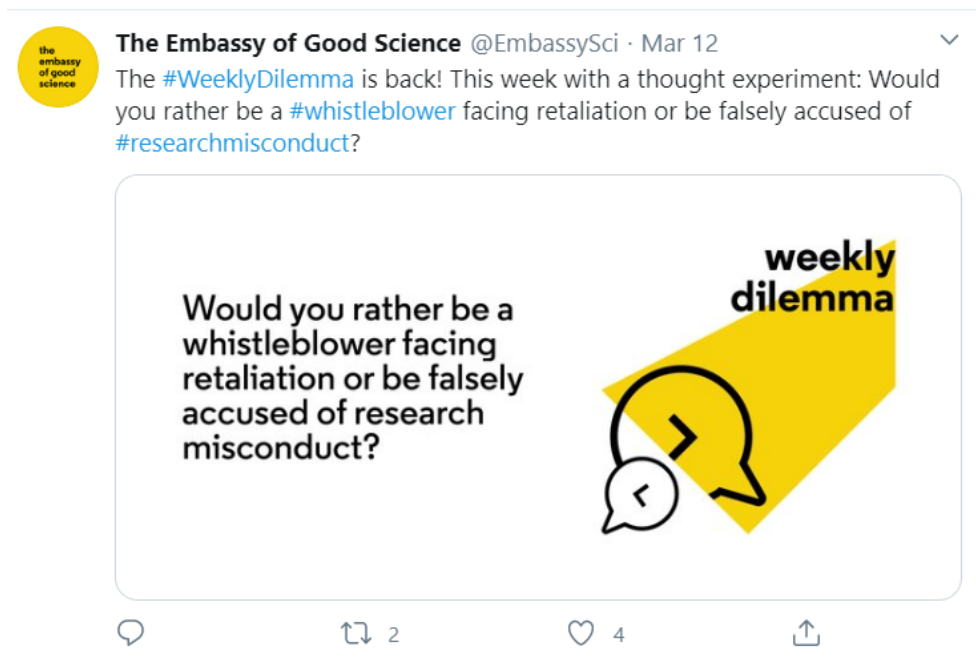 the
embassy
of good
science
The Embassy of Good Science @EmbassySci · Mar 12
The #WeeklyDilemma is back! This week with a thought experiment: Would
you rather be a #whistleblower facing retaliation or be falsely accused of
#researchmisconduct?
weekly
dilemma
Would you rather be a
whistleblower facing
retaliation or be falsely
accused of research
misconduct?
2
4